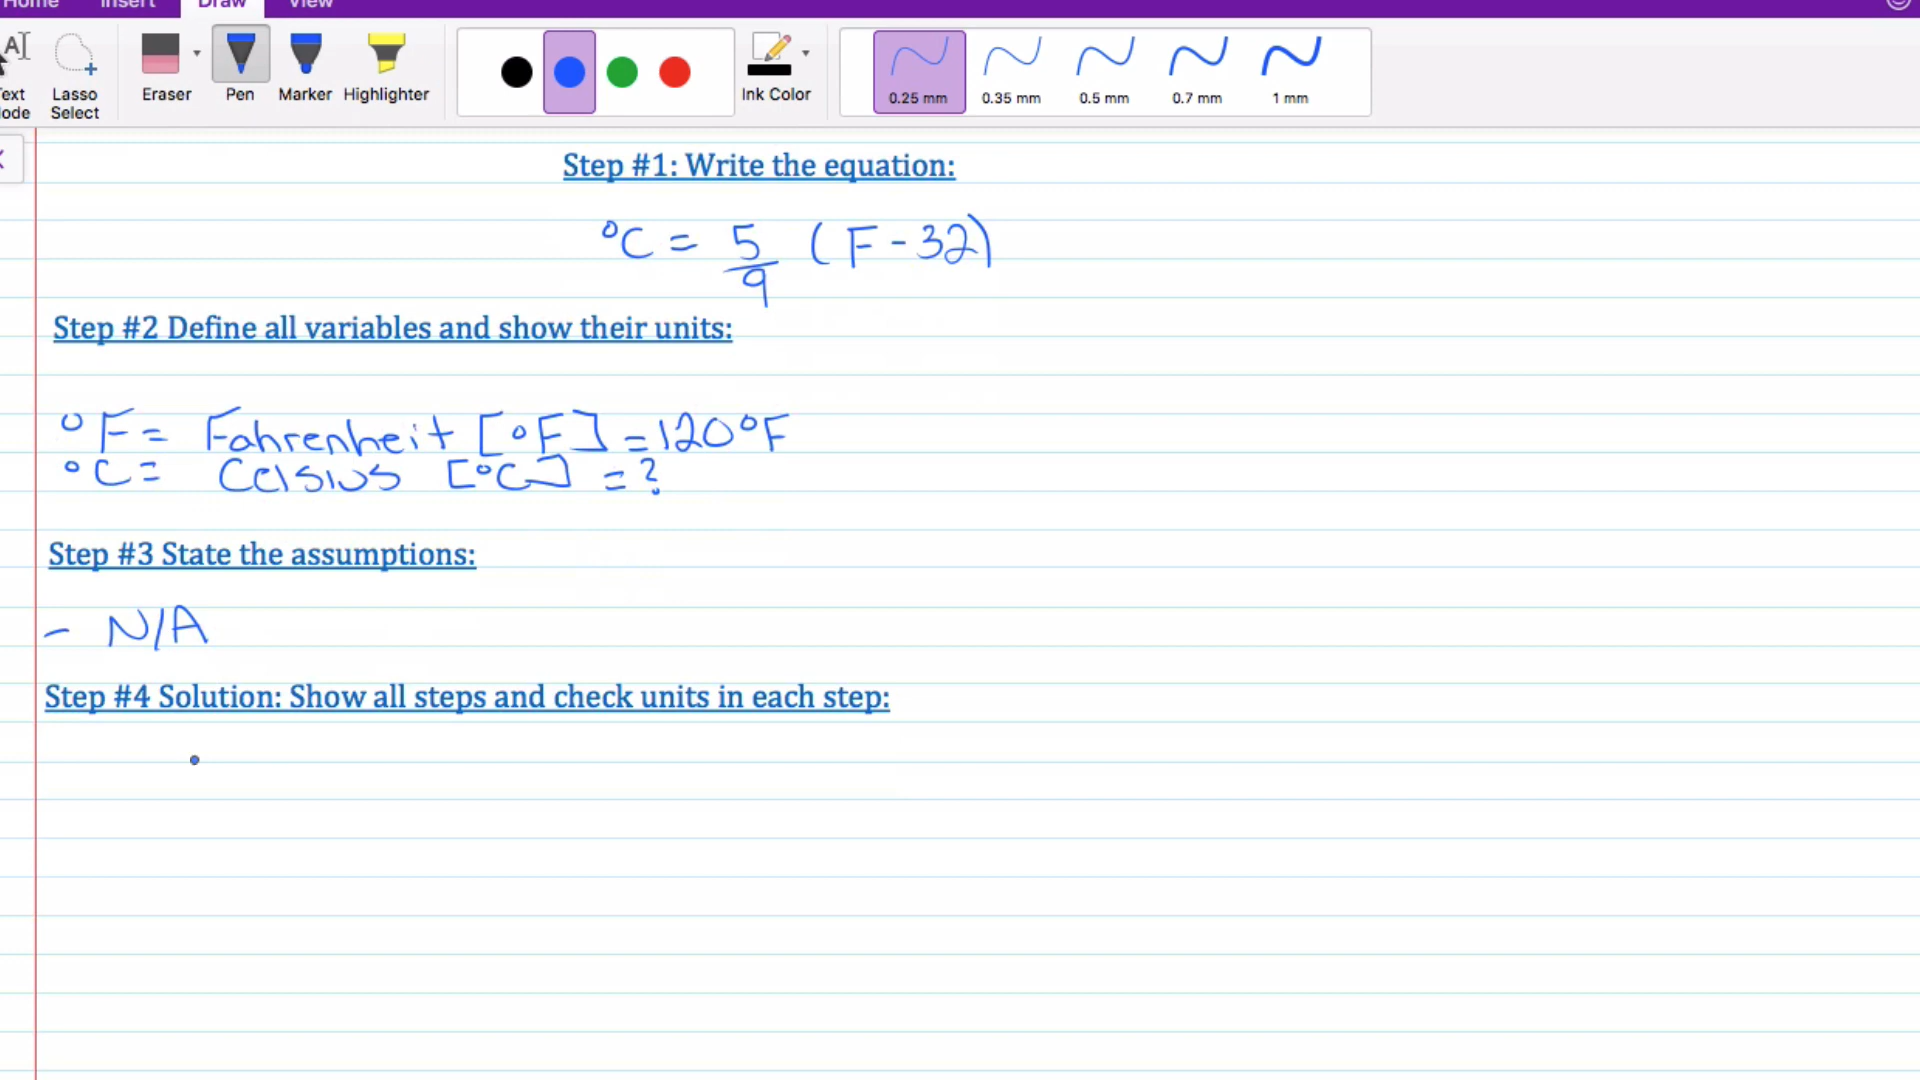 Home Insert Draw View
Text Mode
Lasso Select
Eraser
Pen
Marker
Highlighter
Ink Color
0.25 mm
0.35 mm
0.5 mm
0.7 mm
1 mm
Step #1: Write the equation:
°C = 5/9 (F - 32)
Step #2 Define all variables and show their units:
°F = Fahrenheit [°F] = 120°F
°C = Celsius [°C] = ?
Step #3 State the assumptions:
- N/A
Step #4 Solution: Show all steps and check units in each step: